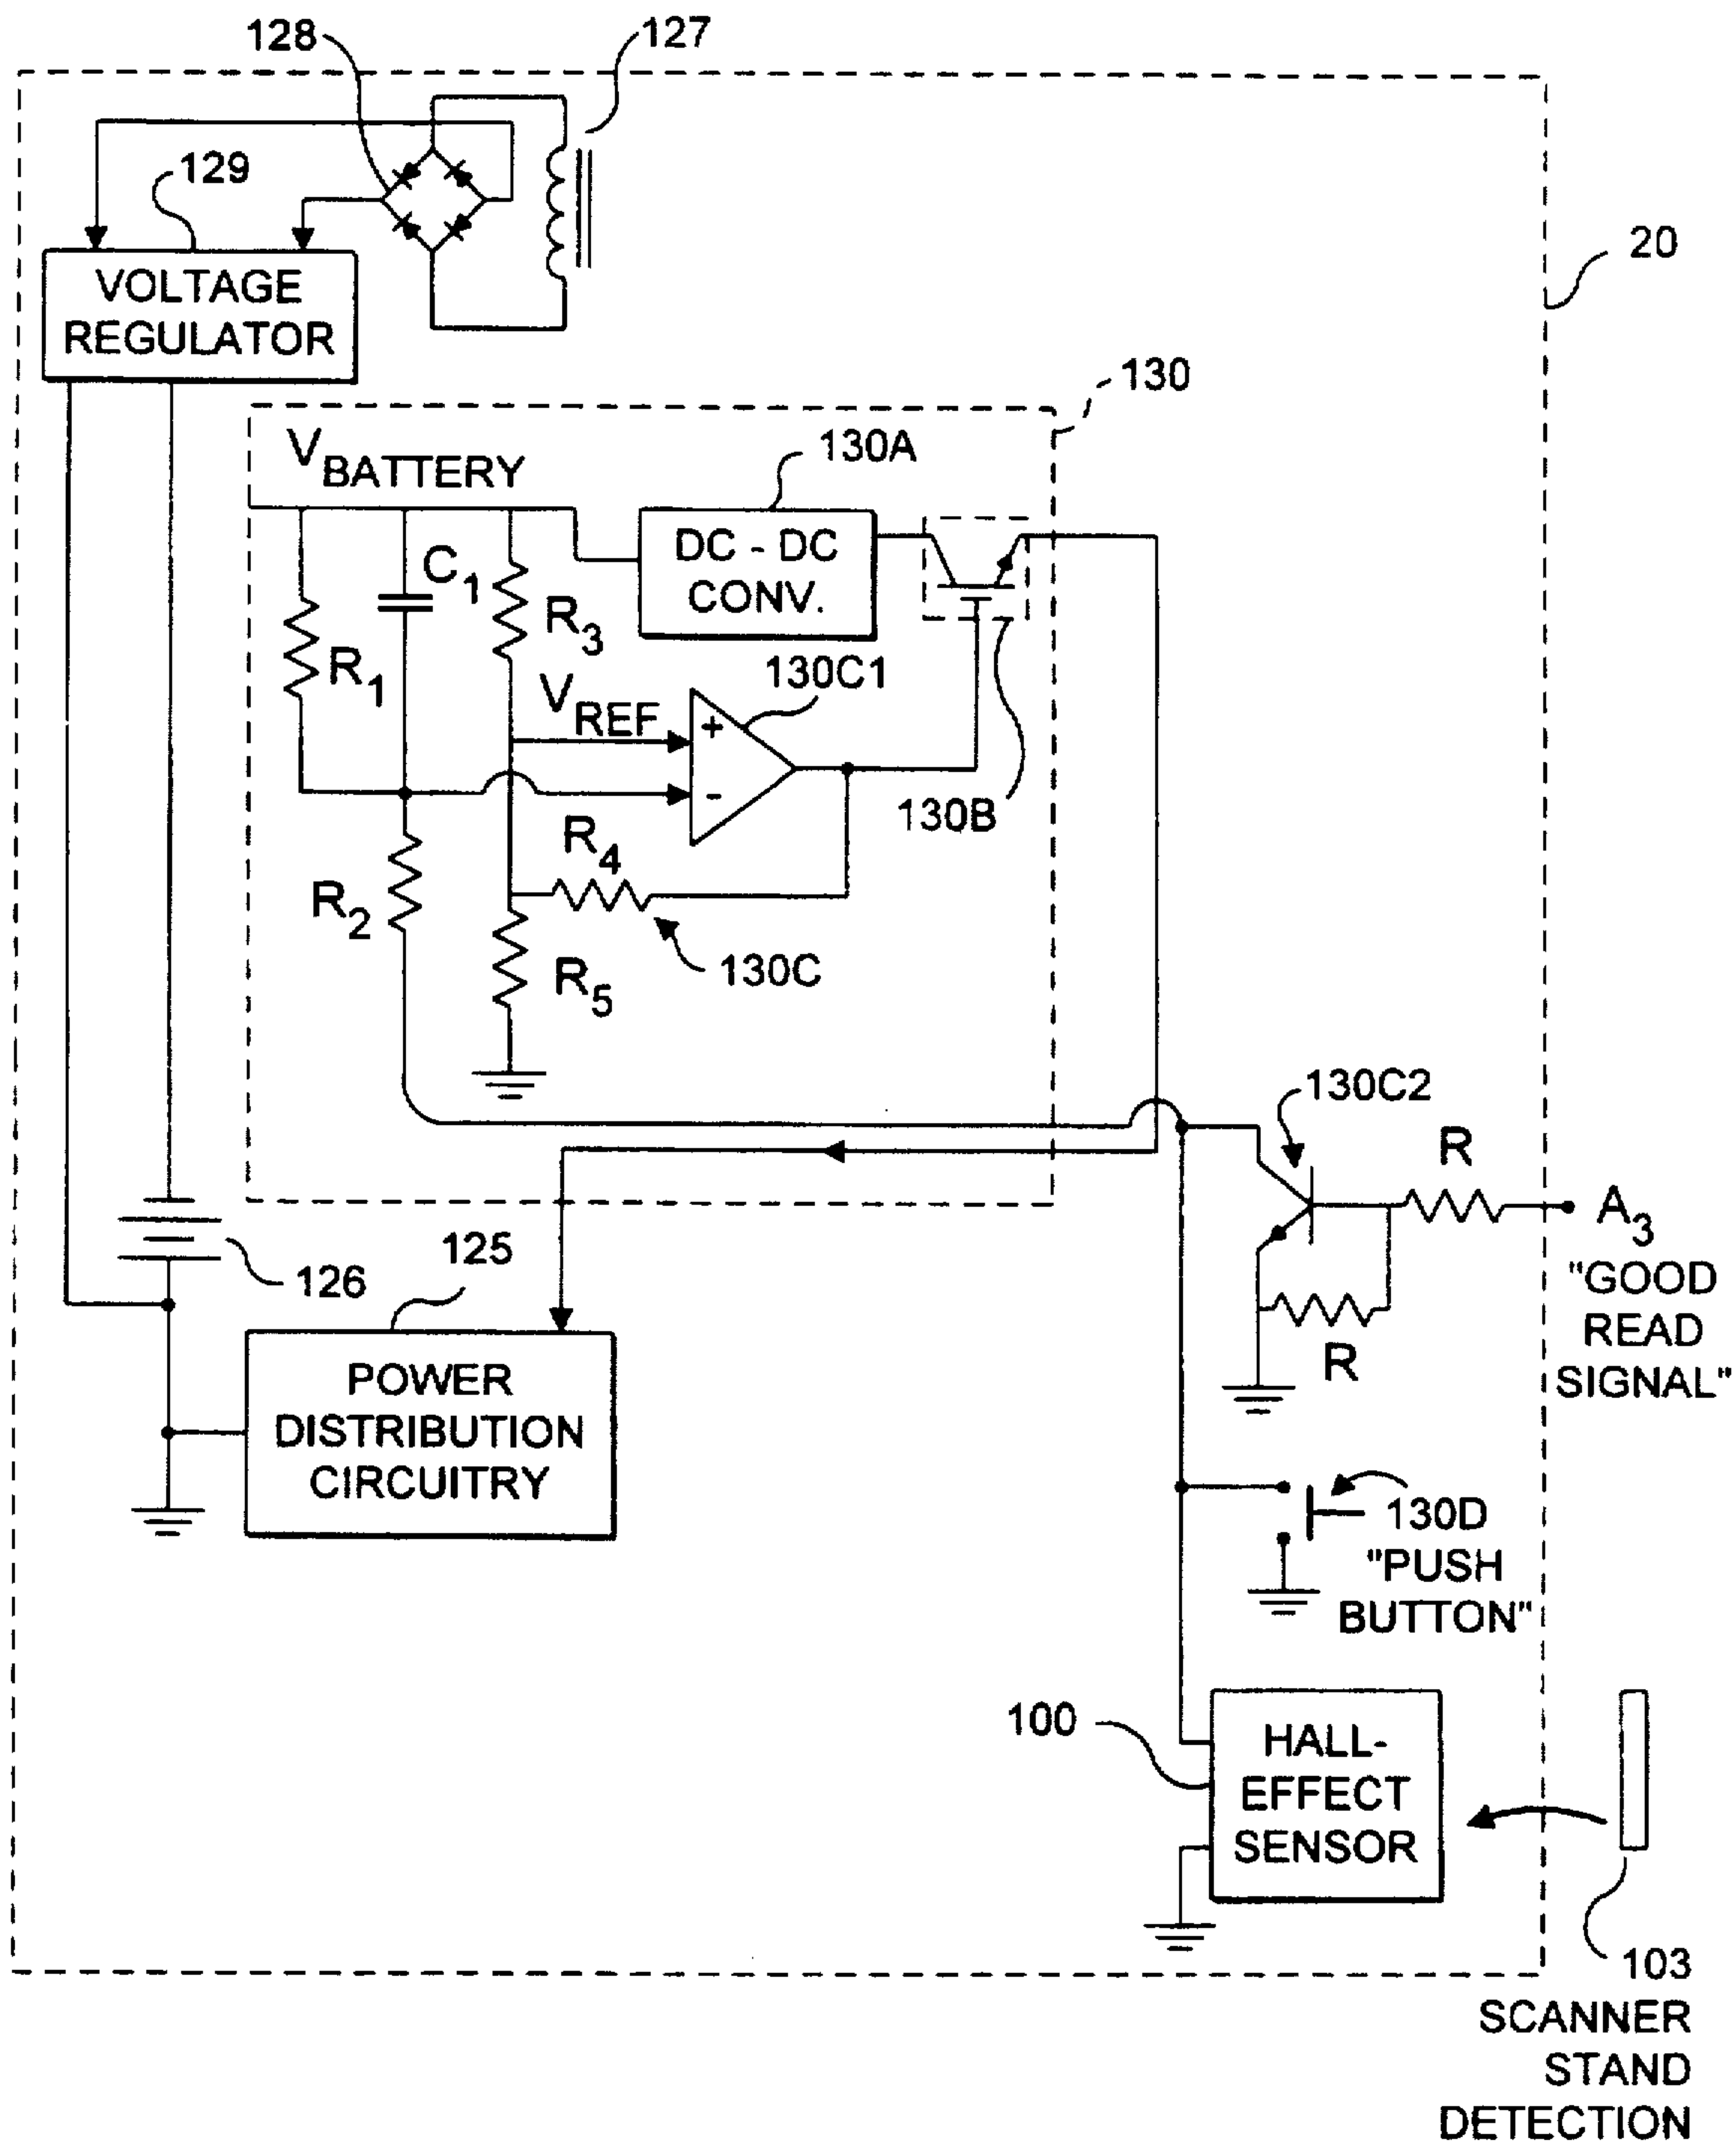 128
127
129
20
VOLTAGE
REGULATOR
130
V BATTERY
130A
DC - DC
CONV.
C1
R3
R1
130C1
VREF
+
-
130B
R4
R2
130C
R5
130C2
R
A3
"GOOD
READ
SIGNAL"
R
126
125
POWER
DISTRIBUTION
CIRCUITRY
130D
"PUSH
BUTTON"
100
HALL-
EFFECT
SENSOR
103
SCANNER
STAND
DETECTION